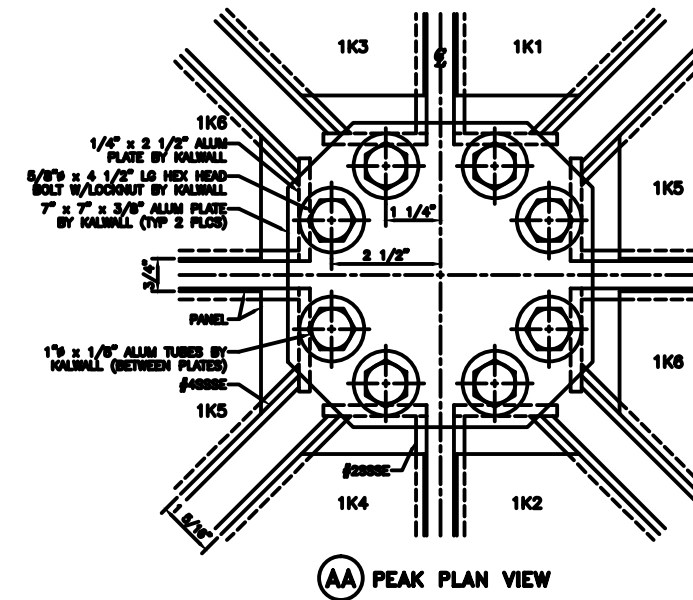 1K3
1K1
℄
1K6
1/4" x 2 1/2" ALUM
PLATE BY KALWALL
5/8"ø x 4 1/2" LG HEX HEAD
BOLT W/LOCKNUT BY KALWALL
7" x 7" x 3/8" ALUM PLATE
BY KALWALL (TYP 2 PLCS)
1K5
1 1/4"
2 1/2"
3/4"
PANEL
1"ø x 1/8" ALUM TUBES BY
KALWALL (BETWEEN PLATES)
1K6
#4SSSE
1K5
#2SSSE
1K4
1K2
1 5/16"
AA PEAK PLAN VIEW